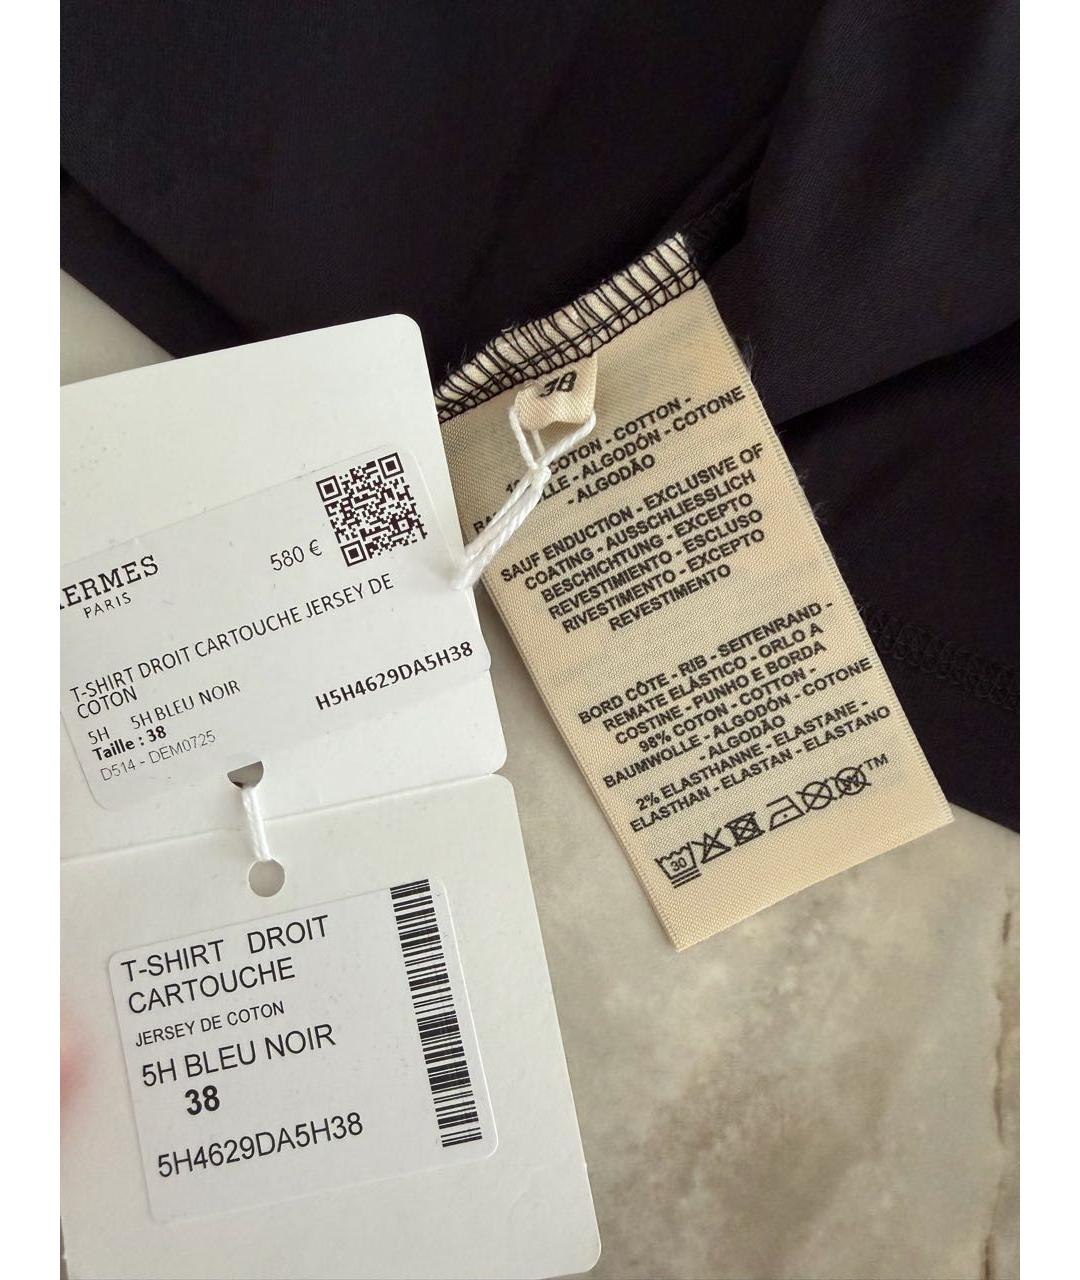 HERMES
PARIS
580 €
T-SHIRT DROIT CARTOUCHE JERSEY DE
COTON
5H 5H BLEU NOIR
H5H4629DA5H38
Taille : 38
D514 - DEM0725
T-SHIRT DROIT
CARTOUCHE
JERSEY DE COTON
5H BLEU NOIR
38
5H4629DA5H38
38
COTON - COTTON -
- ALGODÓN - COTONE
- ALGODÃO
SAUF ENDUCTION - EXCLUSIVE OF
COATING - AUSSCHLIESSLICH
BESCHICHTUNG - EXCEPTO
REVESTIMIENTO - ESCLUSO
RIVESTIMENTO - EXCEPTO
REVESTIMENTO
BORD CÔTE - RIB - SEITENRAND -
REMATE ELÁSTICO - ORLO A
COSTINE - PUNHO E BORDA
98% COTON - COTTON -
BAUMWOLLE - ALGODÓN - COTONE
- ALGODÃO
2% ELASTHANNE - ELASTANE -
ELASTHAN - ELASTAN - ELASTANO
30 TM